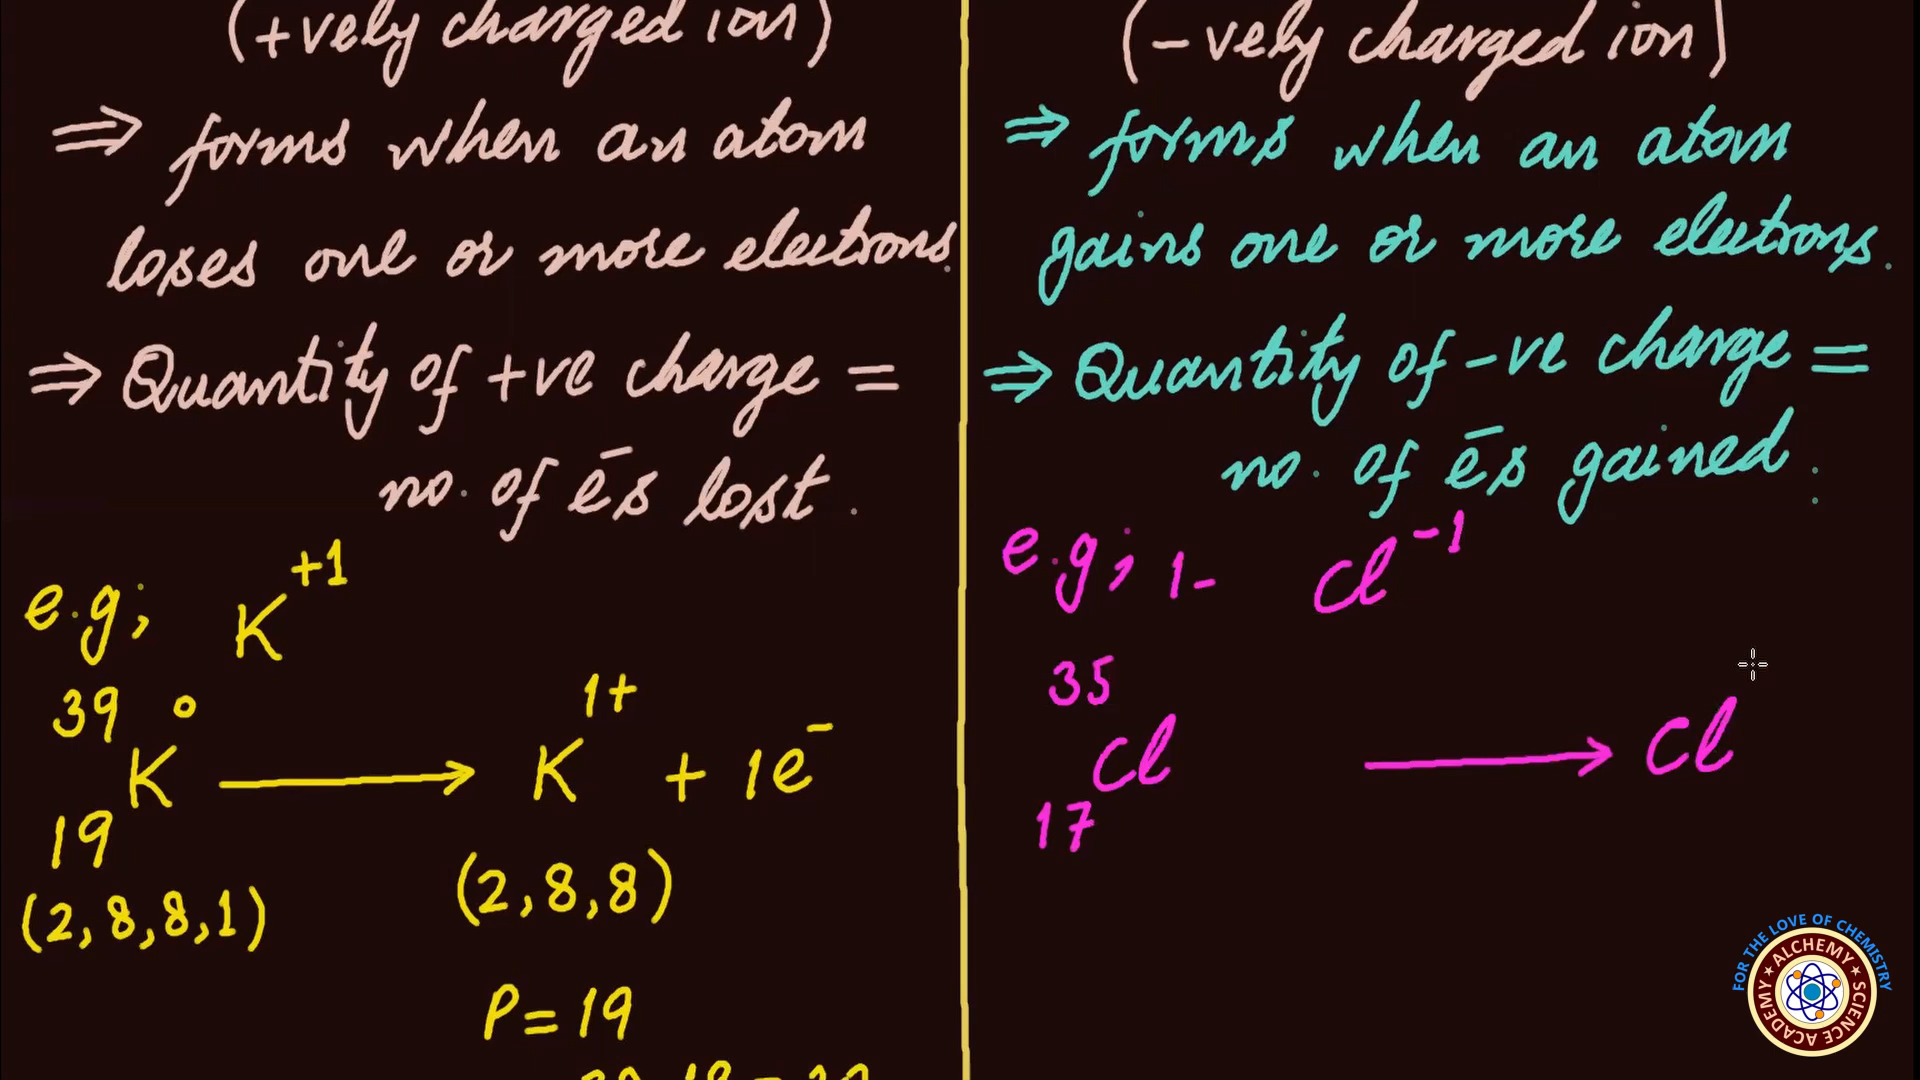 (+vely charged ion)
⇒ forms when an atom
loses one or more electrons.
⇒ Quantity of +ve charge =
no. of ēs lost.
e.g; K⁺¹
39 0 1+
K ⟶ K + 1e⁻
19
(2,8,8,1) (2,8,8)
P = 19
(-vely charged ion)
⇒ forms when an atom
gains one or more electrons.
⇒ Quantity of -ve charge =
no. of ēs gained.
e.g; 1- Cl⁻¹
35
Cl ⟶ Cl
17
FOR THE LOVE OF CHEMISTRY
ALCHEMY
SCIENCE ACADEMY